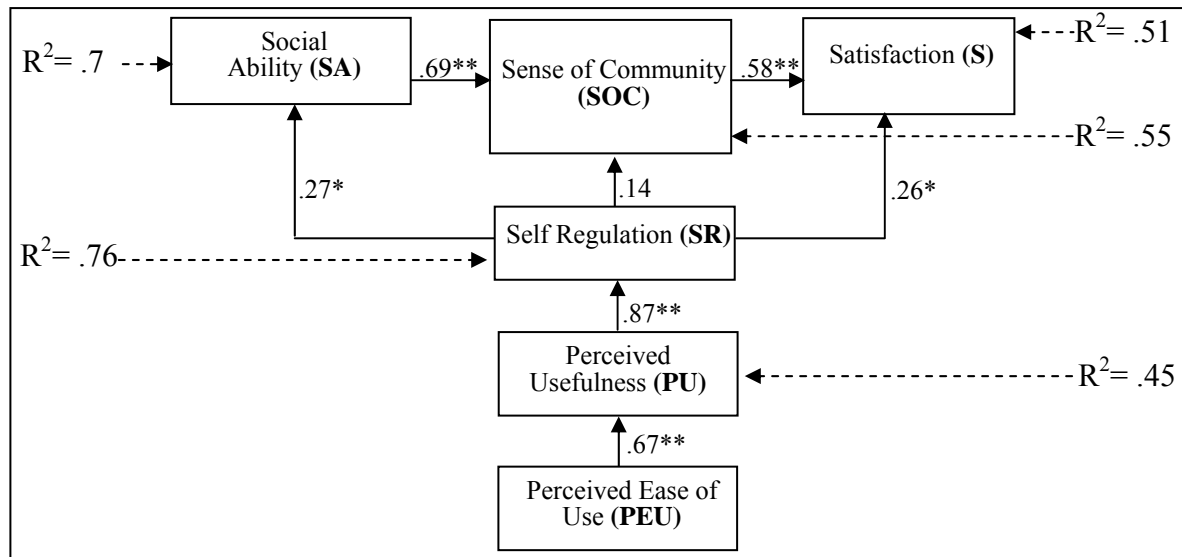 Social
Ability (SA)
R²= .7
.69**
Sense of Community
(SOC)
.58**
Satisfaction (S)
R²= .51
R²= .55
.27*
.14
.26*
Self Regulation (SR)
R²= .76
.87**
Perceived
Usefulness (PU)
R²= .45
.67**
Perceived Ease of
Use (PEU)